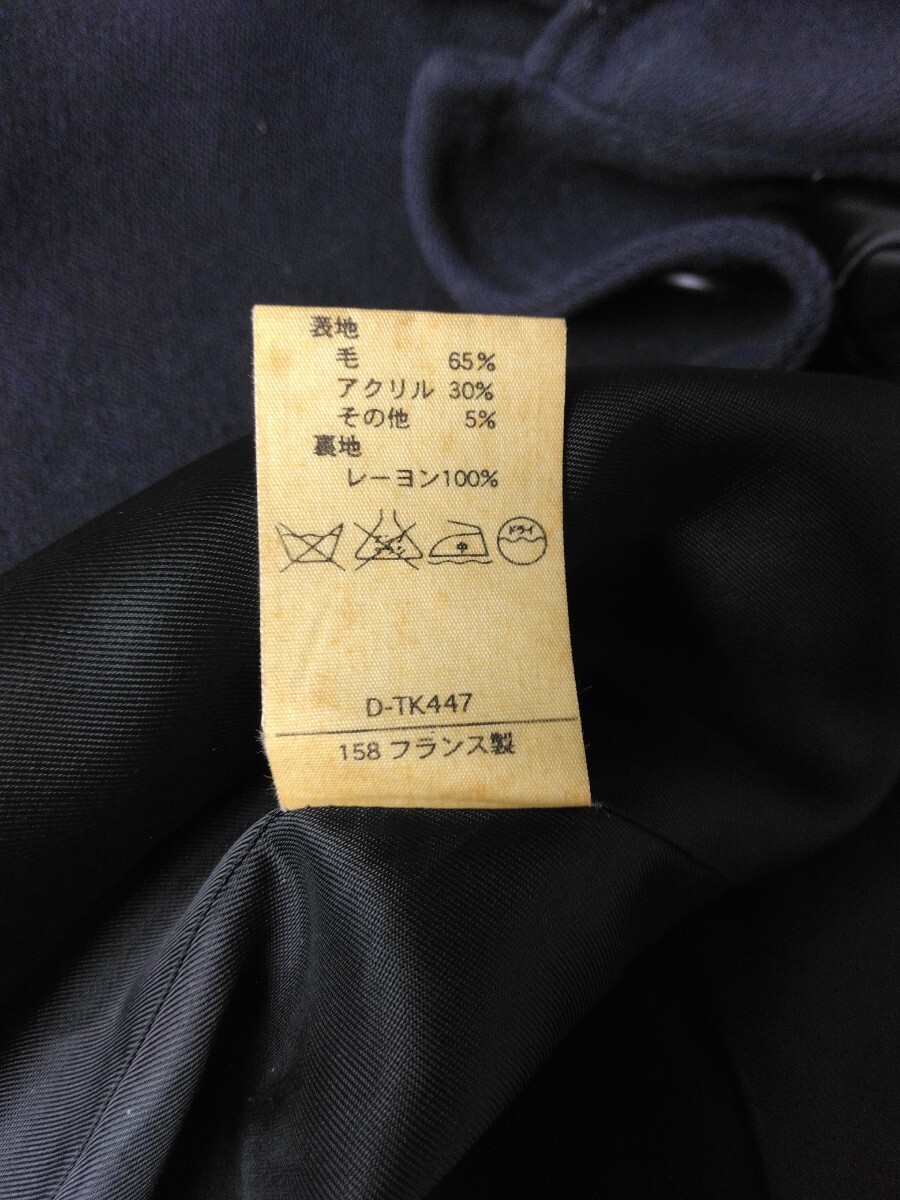 表地
毛 65%
アクリル 30%
その他 5%
裏地
レーヨン100%
中 ドライ
D-TK447
158 フランス製